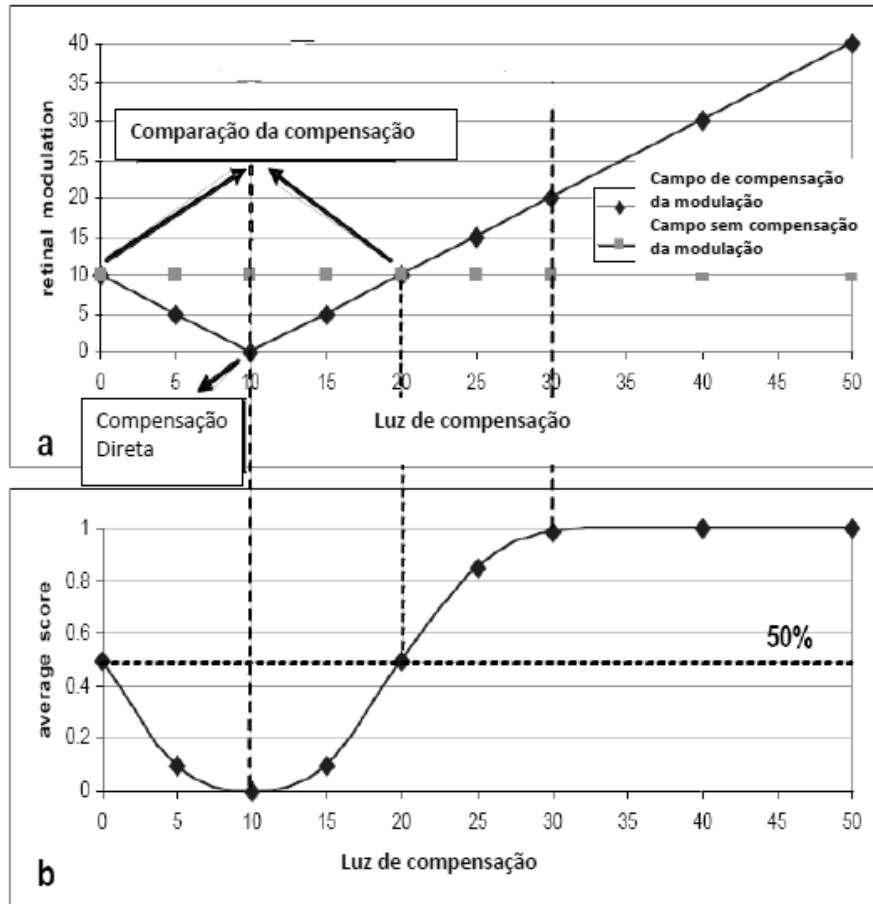 40
35
30
25
20
15
10
5
0
retinal modulation
Comparação da compensação
Campo de compensação
da modulação
Campo sem compensação
da modulação
0 5 10 15 20 25 30 35 40 45 50
Compensação
Direta
Luz de compensação
a
1
0.8
0.6
0.4
0.2
0
average score
50%
0 5 10 15 20 25 30 35 40 45 50
Luz de compensação
b